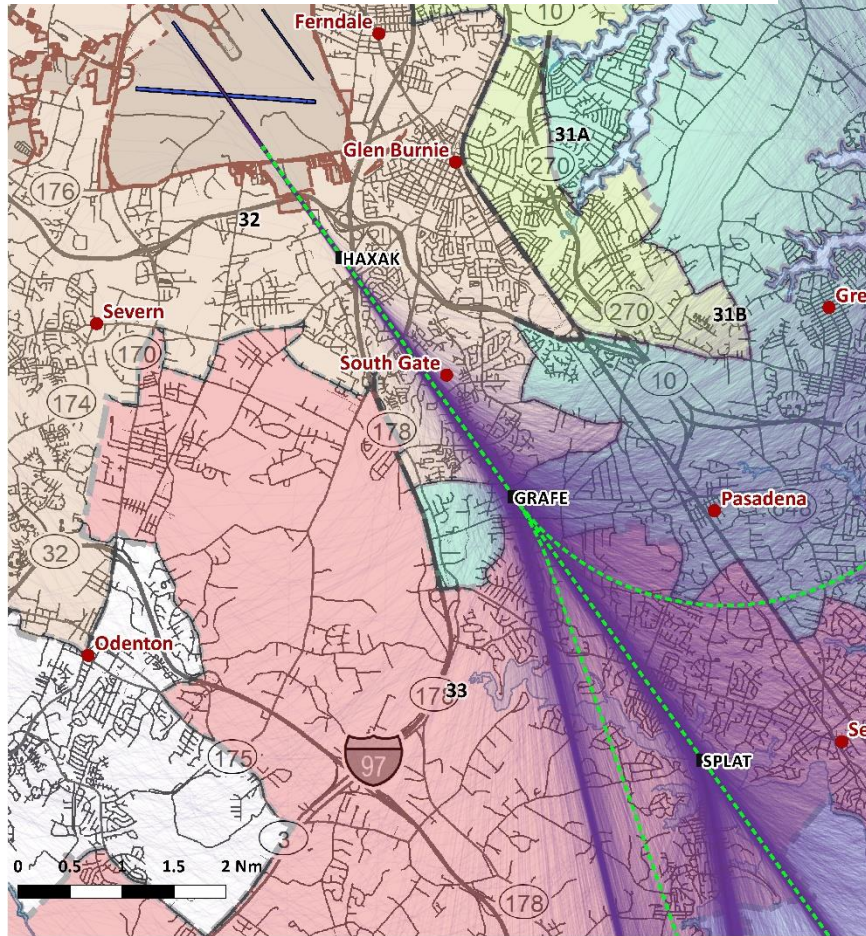 Ferndale
10
31A
Glen Burnie
270
176
32
HAXAK
Severn
Gre
270
31B
170
South Gate
10
174
178
GRAFE
Pasadena
32
Odenton
178
33
Se
175
97
SPLAT
3
0 0.5 1 1.5 2 Nm
178